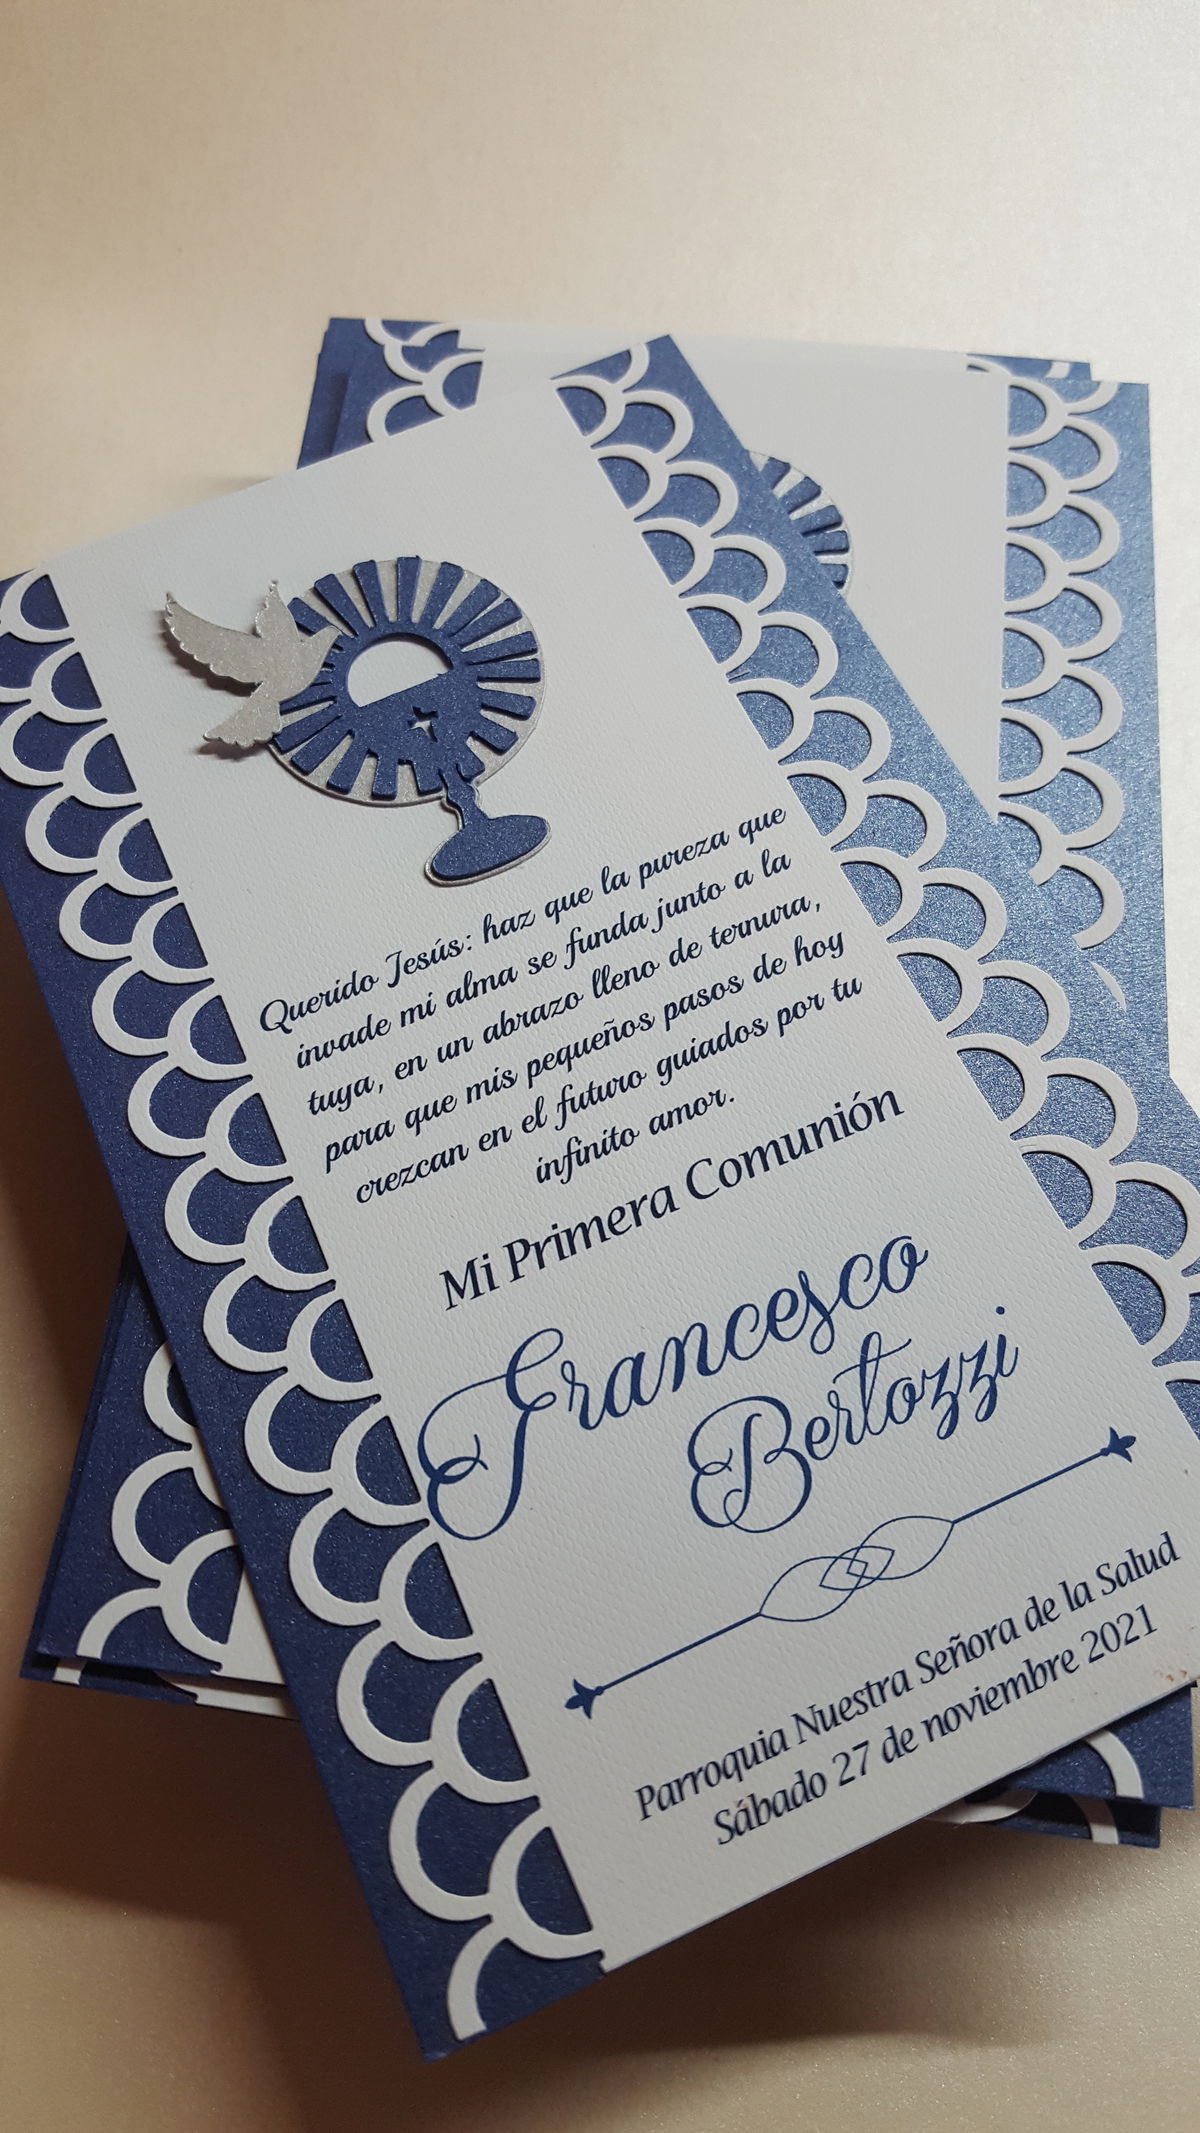 Querido Jesús: haz que la pureza que
invade mi alma se funda junto a la
tuya, en un abrazo lleno de ternura,
para que mis pequeños pasos de hoy
crezcan en el futuro guiados por tu
infinito amor.
Mi Primera Comunión
Francesco
Bertozzi
Parroquia Nuestra Señora de la Salud
Sábado 27 de noviembre 2021